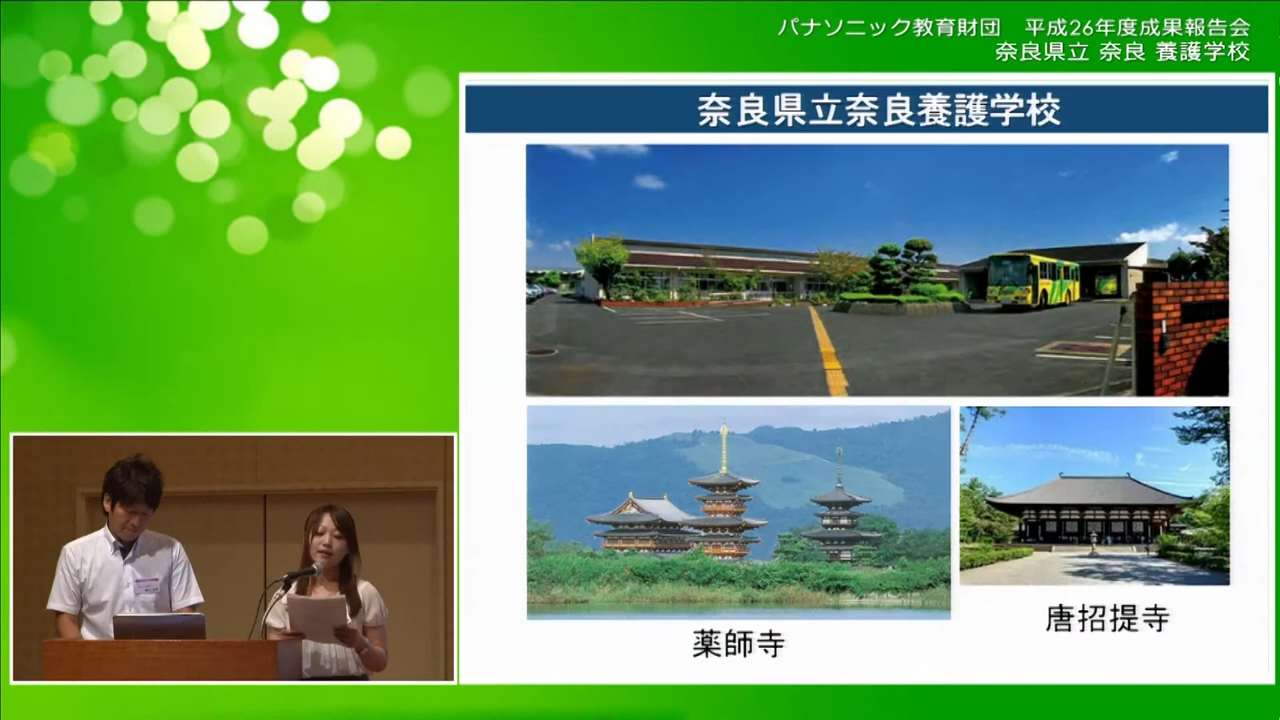 パナソニック教育財団　平成26年度成果報告会
奈良県立 奈良 養護学校
奈良県立奈良養護学校
薬師寺
唐招提寺